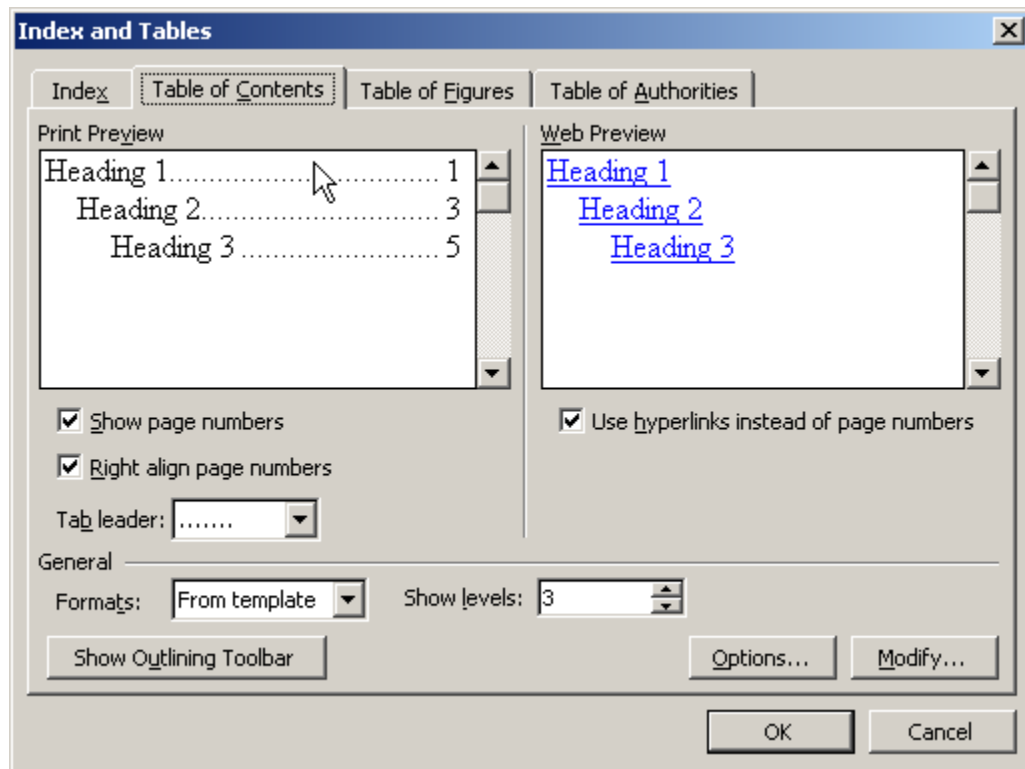 Index and Tables
Index Table of Contents Table of Figures Table of Authorities
Print Preview Web Preview
Heading 1................................... 1 Heading 1
Heading 2............................... 3 Heading 2
Heading 3 ......................... 5 Heading 3
Show page numbers Use hyperlinks instead of page numbers
Right align page numbers
Tab leader: .......
General
Formats: From template Show levels: 3
Show Outlining Toolbar Options... Modify...
OK Cancel